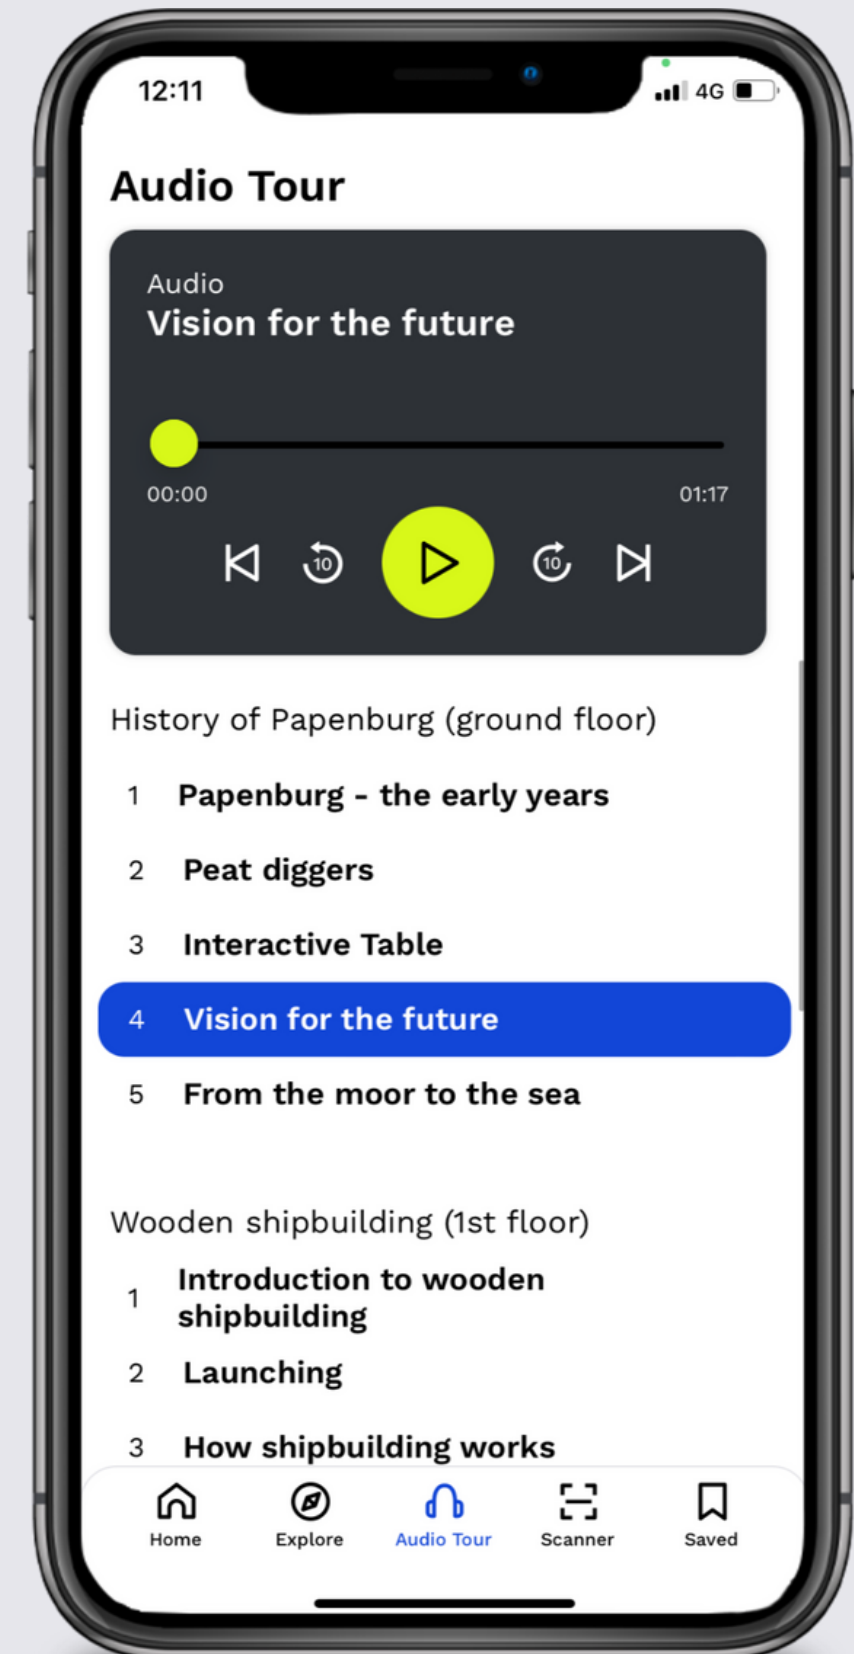 12:11
4G
Audio Tour
Audio
Vision for the future
00:00
01:17
10
10
History of Papenburg (ground floor)
1 Papenburg - the early years
2 Peat diggers
3 Interactive Table
4 Vision for the future
5 From the moor to the sea
Wooden shipbuilding (1st floor)
1 Introduction to wooden
shipbuilding
2 Launching
3 How shipbuilding works
Home
Explore
Audio Tour
Scanner
Saved